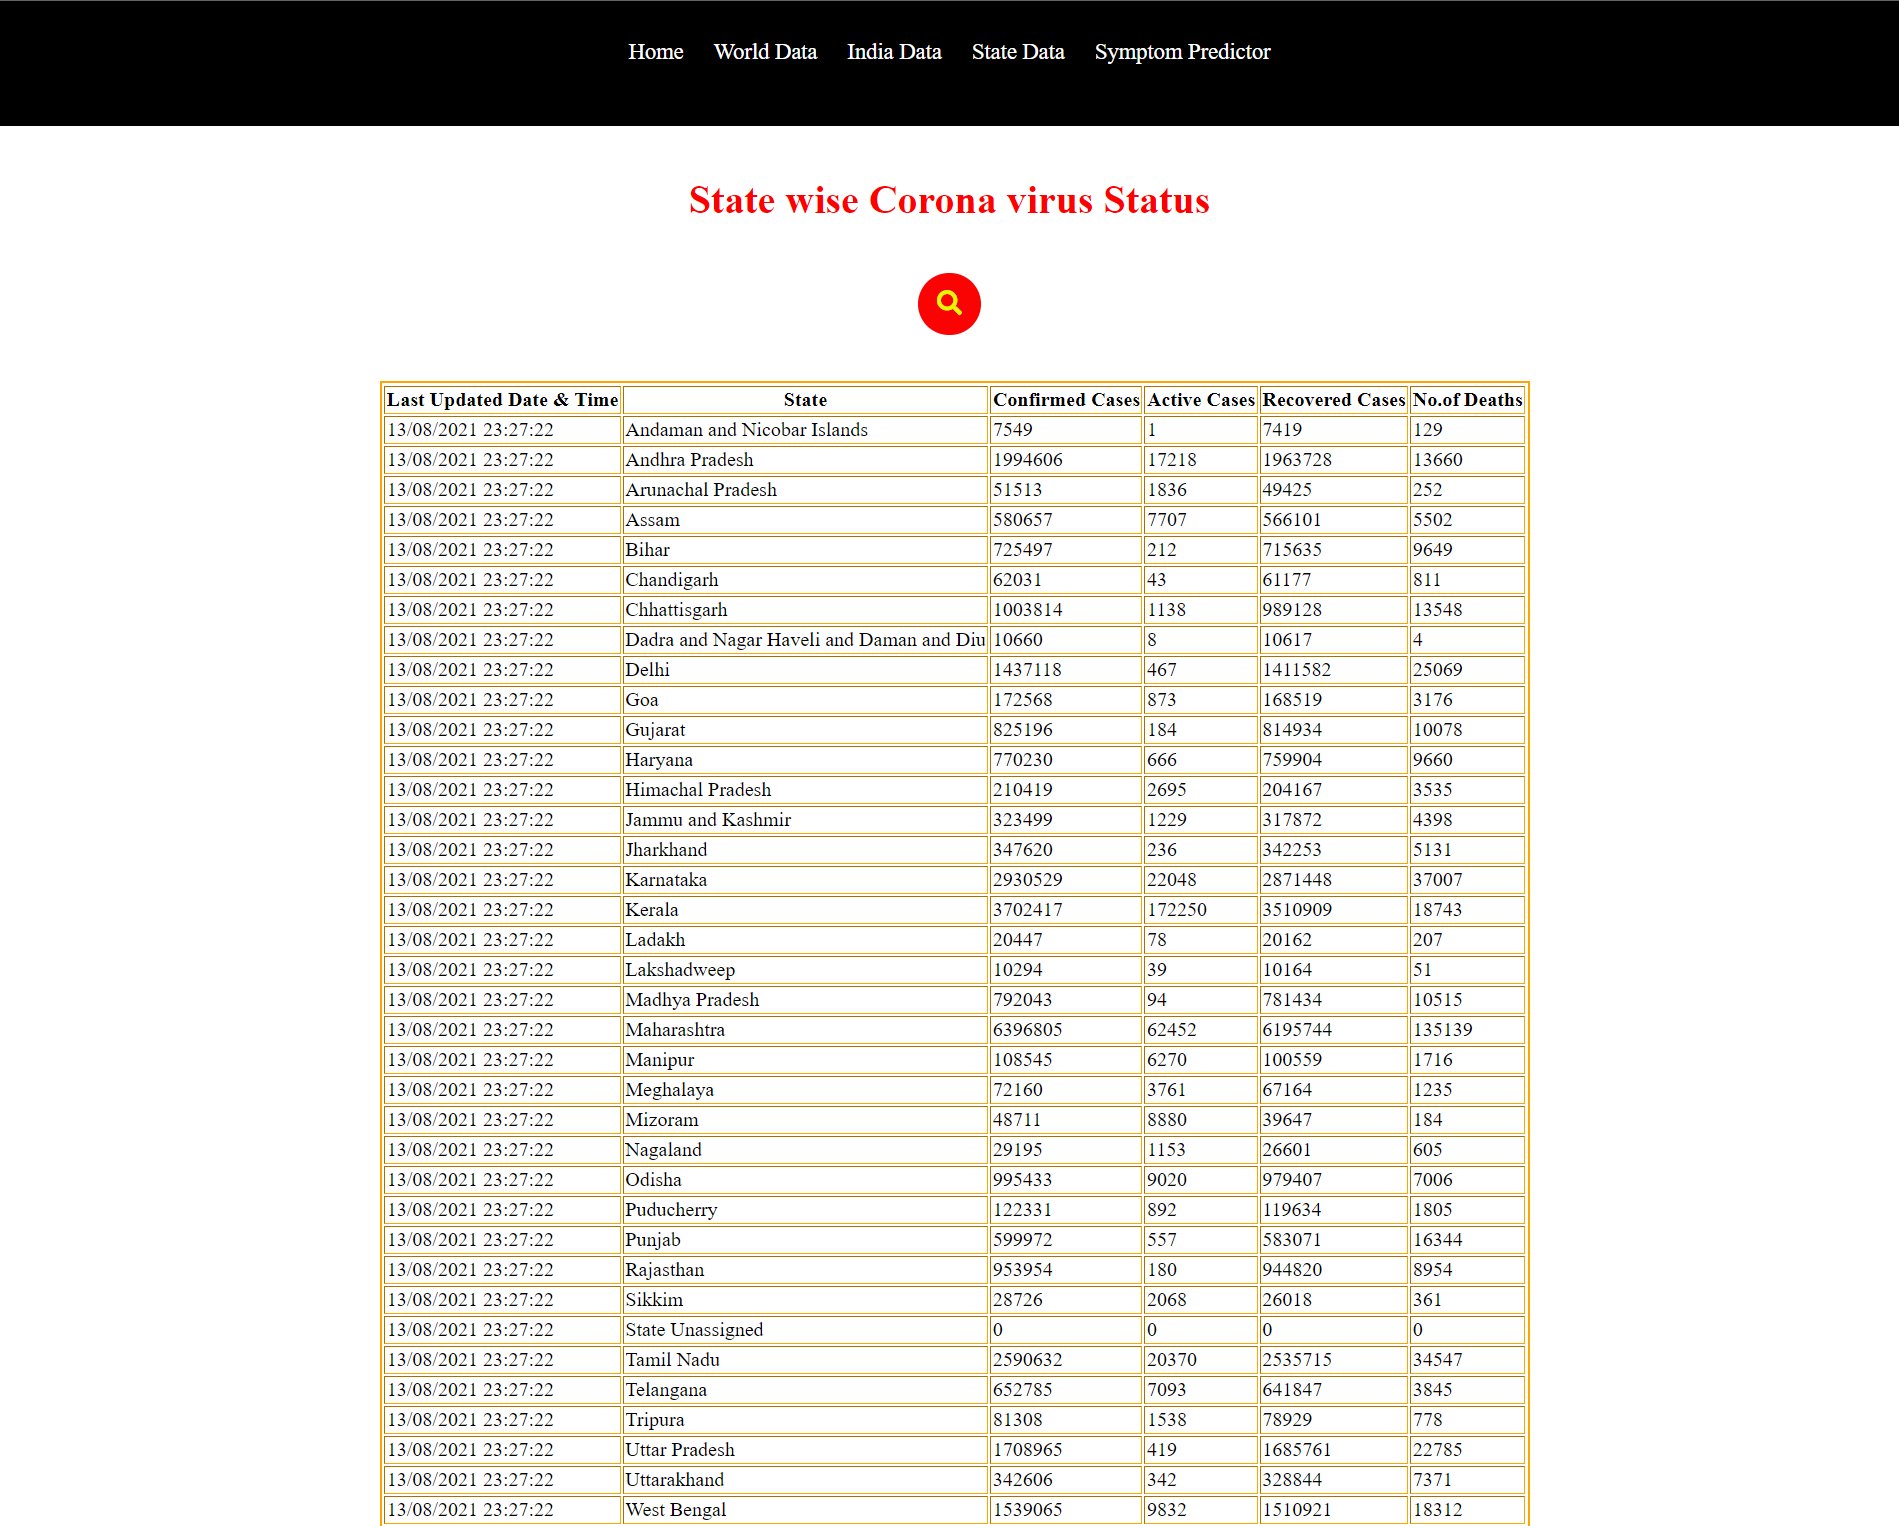 Home World Data India Data State Data Symptom Predictor
State wise Corona virus Status
Last Updated Date & Time State Confirmed Cases Active Cases Recovered Cases No.of Deaths
13/08/2021 23:27:22 Andaman and Nicobar Islands 7549 1 7419 129
13/08/2021 23:27:22 Andhra Pradesh 1994606 17218 1963728 13660
13/08/2021 23:27:22 Arunachal Pradesh 51513 1836 49425 252
13/08/2021 23:27:22 Assam 580657 7707 566101 5502
13/08/2021 23:27:22 Bihar 725497 212 715635 9649
13/08/2021 23:27:22 Chandigarh 62031 43 61177 811
13/08/2021 23:27:22 Chhattisgarh 1003814 1138 989128 13548
13/08/2021 23:27:22 Dadra and Nagar Haveli and Daman and Diu 10660 8 10617 4
13/08/2021 23:27:22 Delhi 1437118 467 1411582 25069
13/08/2021 23:27:22 Goa 172568 873 168519 3176
13/08/2021 23:27:22 Gujarat 825196 184 814934 10078
13/08/2021 23:27:22 Haryana 770230 666 759904 9660
13/08/2021 23:27:22 Himachal Pradesh 210419 2695 204167 3535
13/08/2021 23:27:22 Jammu and Kashmir 323499 1229 317872 4398
13/08/2021 23:27:22 Jharkhand 347620 236 342253 5131
13/08/2021 23:27:22 Karnataka 2930529 22048 2871448 37007
13/08/2021 23:27:22 Kerala 3702417 172250 3510909 18743
13/08/2021 23:27:22 Ladakh 20447 78 20162 207
13/08/2021 23:27:22 Lakshadweep 10294 39 10164 51
13/08/2021 23:27:22 Madhya Pradesh 792043 94 781434 10515
13/08/2021 23:27:22 Maharashtra 6396805 62452 6195744 135139
13/08/2021 23:27:22 Manipur 108545 6270 100559 1716
13/08/2021 23:27:22 Meghalaya 72160 3761 67164 1235
13/08/2021 23:27:22 Mizoram 48711 8880 39647 184
13/08/2021 23:27:22 Nagaland 29195 1153 26601 605
13/08/2021 23:27:22 Odisha 995433 9020 979407 7006
13/08/2021 23:27:22 Puducherry 122331 892 119634 1805
13/08/2021 23:27:22 Punjab 599972 557 583071 16344
13/08/2021 23:27:22 Rajasthan 953954 180 944820 8954
13/08/2021 23:27:22 Sikkim 28726 2068 26018 361
13/08/2021 23:27:22 State Unassigned 0 0 0 0
13/08/2021 23:27:22 Tamil Nadu 2590632 20370 2535715 34547
13/08/2021 23:27:22 Telangana 652785 7093 641847 3845
13/08/2021 23:27:22 Tripura 81308 1538 78929 778
13/08/2021 23:27:22 Uttar Pradesh 1708965 419 1685761 22785
13/08/2021 23:27:22 Uttarakhand 342606 342 328844 7371
13/08/2021 23:27:22 West Bengal 1539065 9832 1510921 18312